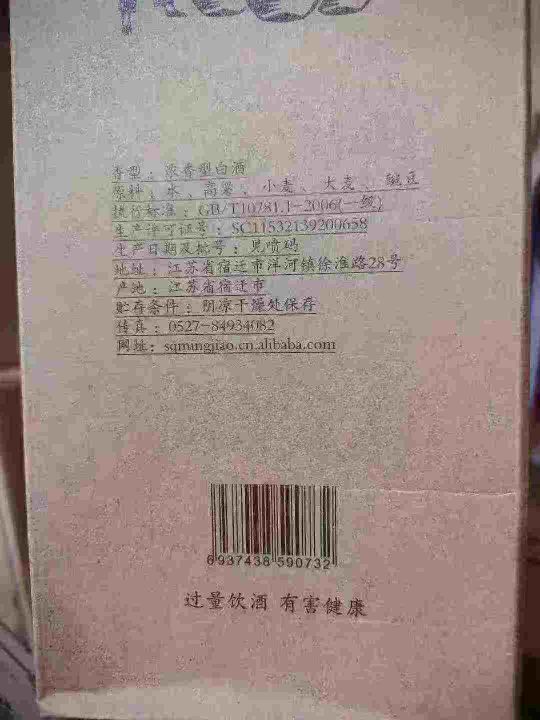 香型：浓香型白酒
原料：水、高粱、小麦、大麦、豌豆
执行标准：GB/T10781.1-2006(一级)
生产许可证号：SC11532139200658
生产日期及批号：见喷码
地址：江苏省宿迁市洋河镇徐淮路28号
产地：江苏省宿迁市
贮存条件：阴凉干燥处保存
传真：0527-84934082
网址：sqmingjiao.cn.alibaba.com
6937438590732
过量饮酒 有害健康